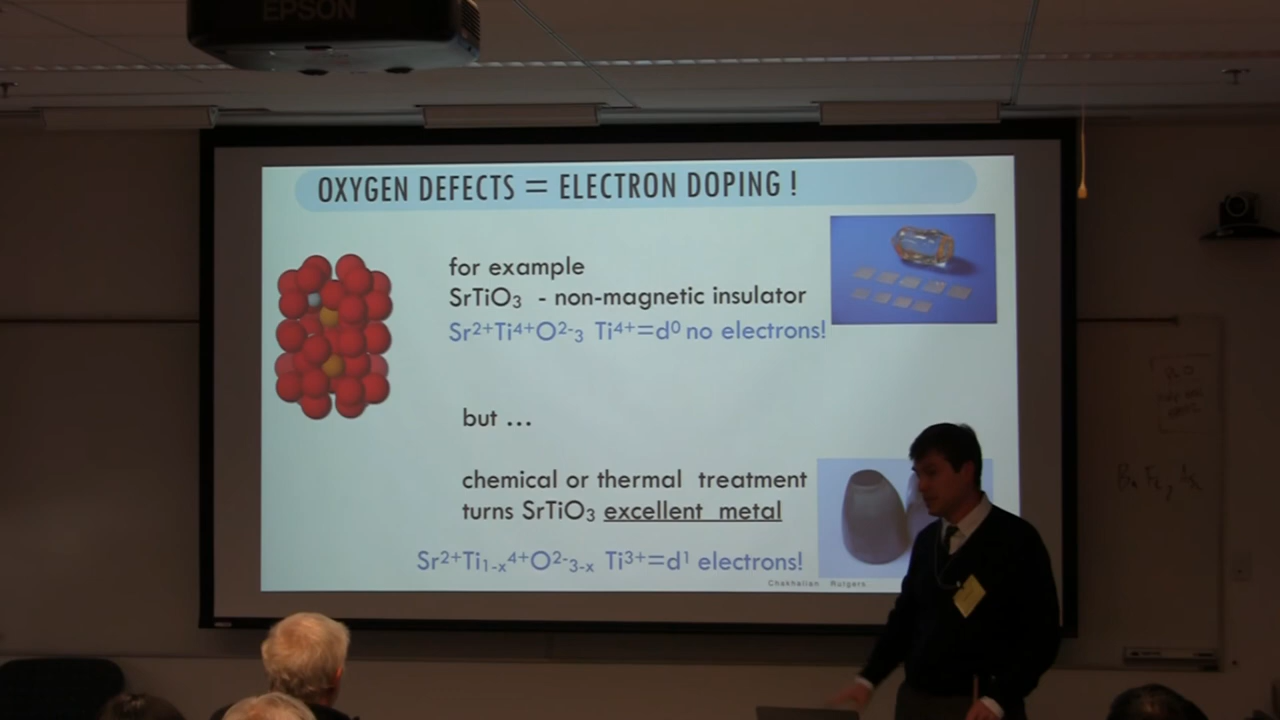 EPSON
OXYGEN DEFECTS = ELECTRON DOPING !
for example
SrTiO₃ - non-magnetic insulator
Sr²⁺Ti⁴⁺O²⁻₃ Ti⁴⁺=d⁰ no electrons!
but ...
chemical or thermal treatment
turns SrTiO₃ excellent metal
Sr²⁺Ti₁₋ₓ⁴⁺O²⁻₃₋ₓ Ti³⁺=d¹ electrons!
Chakhalian Rutgers